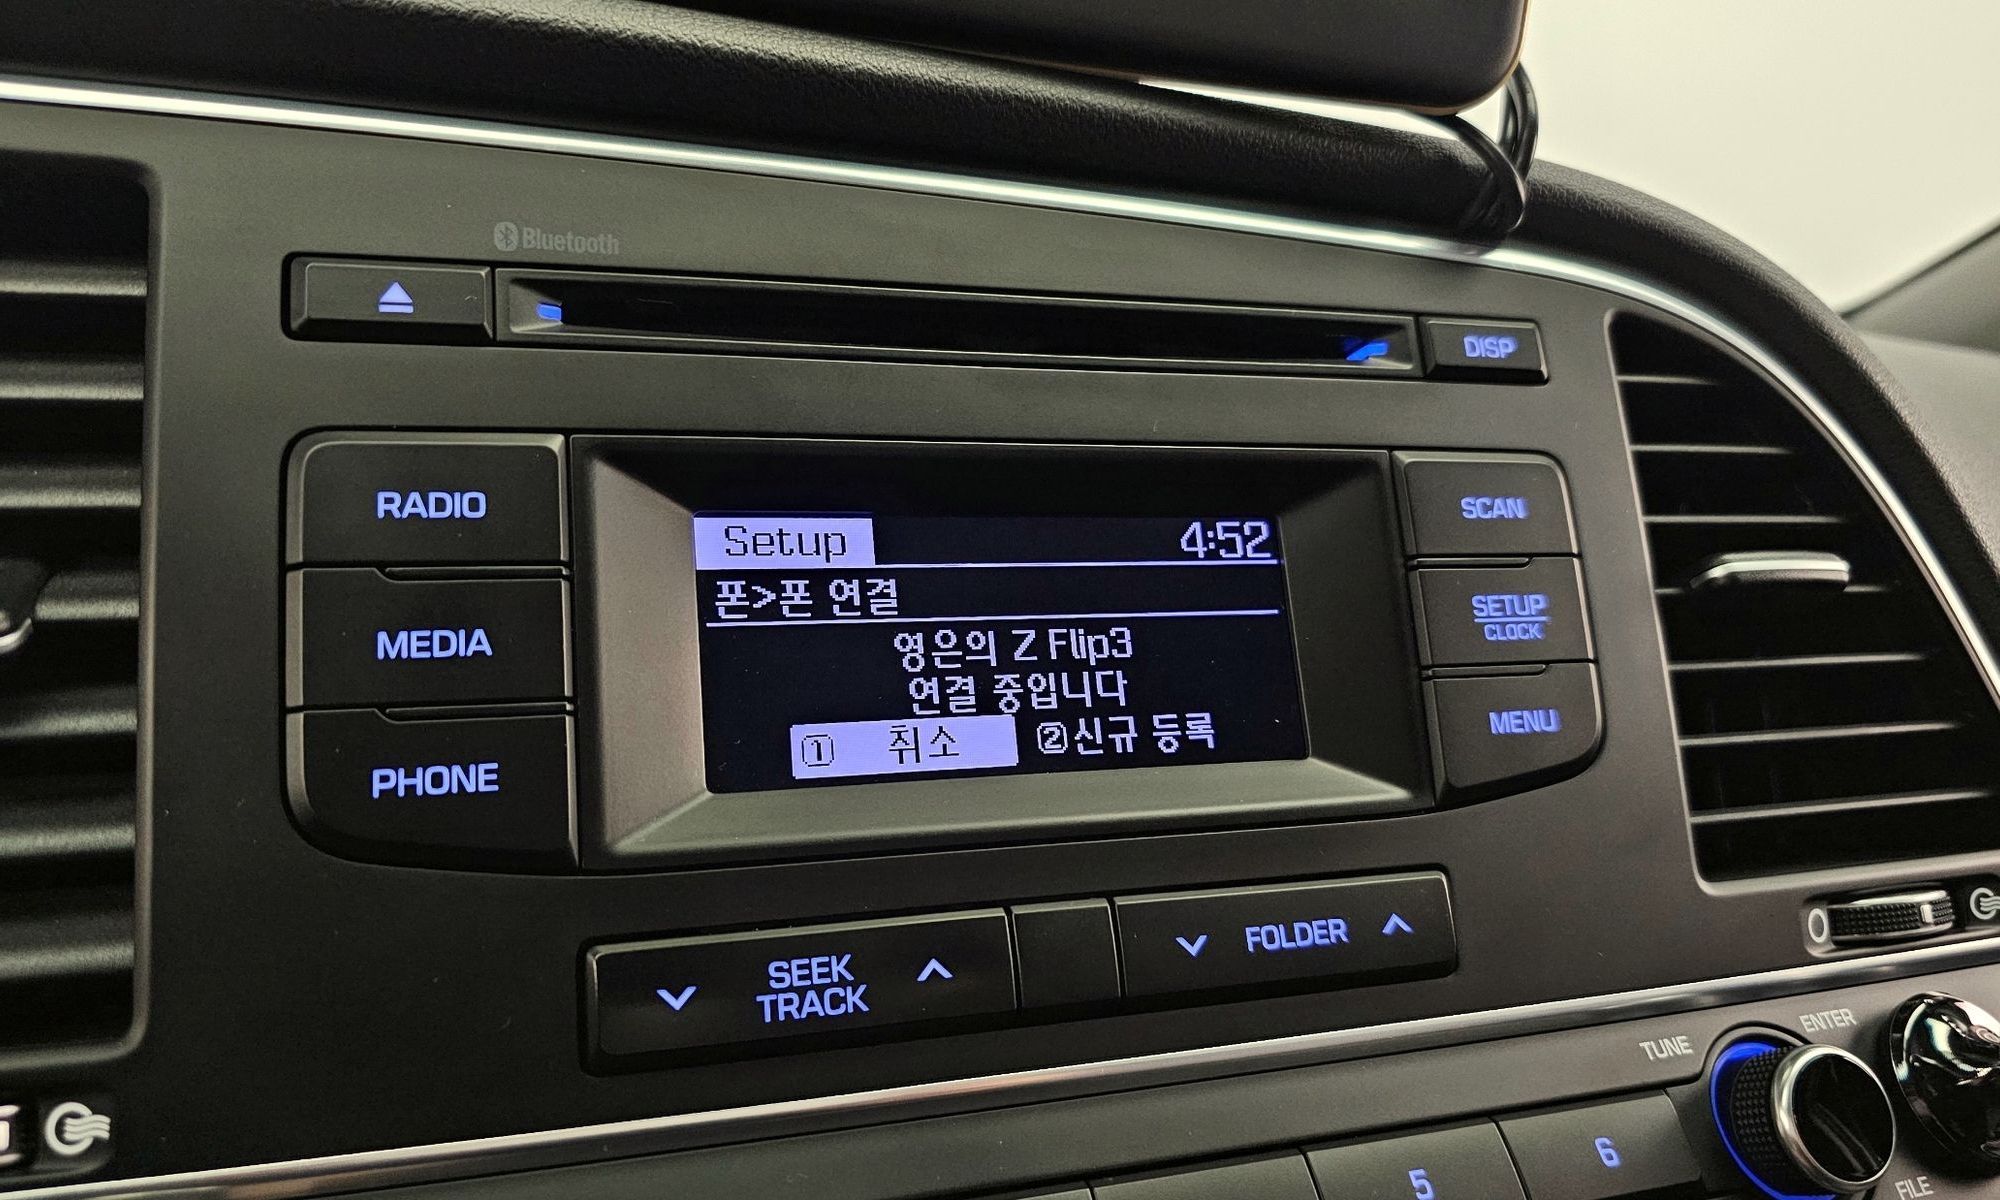 Bluetooth
DISP
RADIO
MEDIA
PHONE
Setup 4:52
폰>폰 연결
영은의 Z Flip3
연결 중입니다
① 취소 ②신규 등록
SCAN
SETUP
CLOCK
MENU
SEEK
TRACK
FOLDER
TUNE
ENTER
5
6
FILE